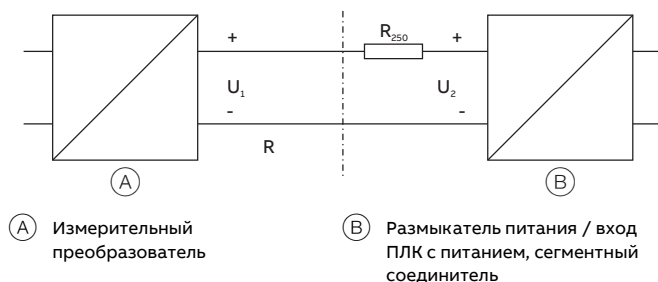 R₂₅₀
+ +
U₁ U₂
- -
R
A B
A Измерительный
преобразователь
B Размыкатель питания / вход
ПЛК с питанием, сегментный
соединитель